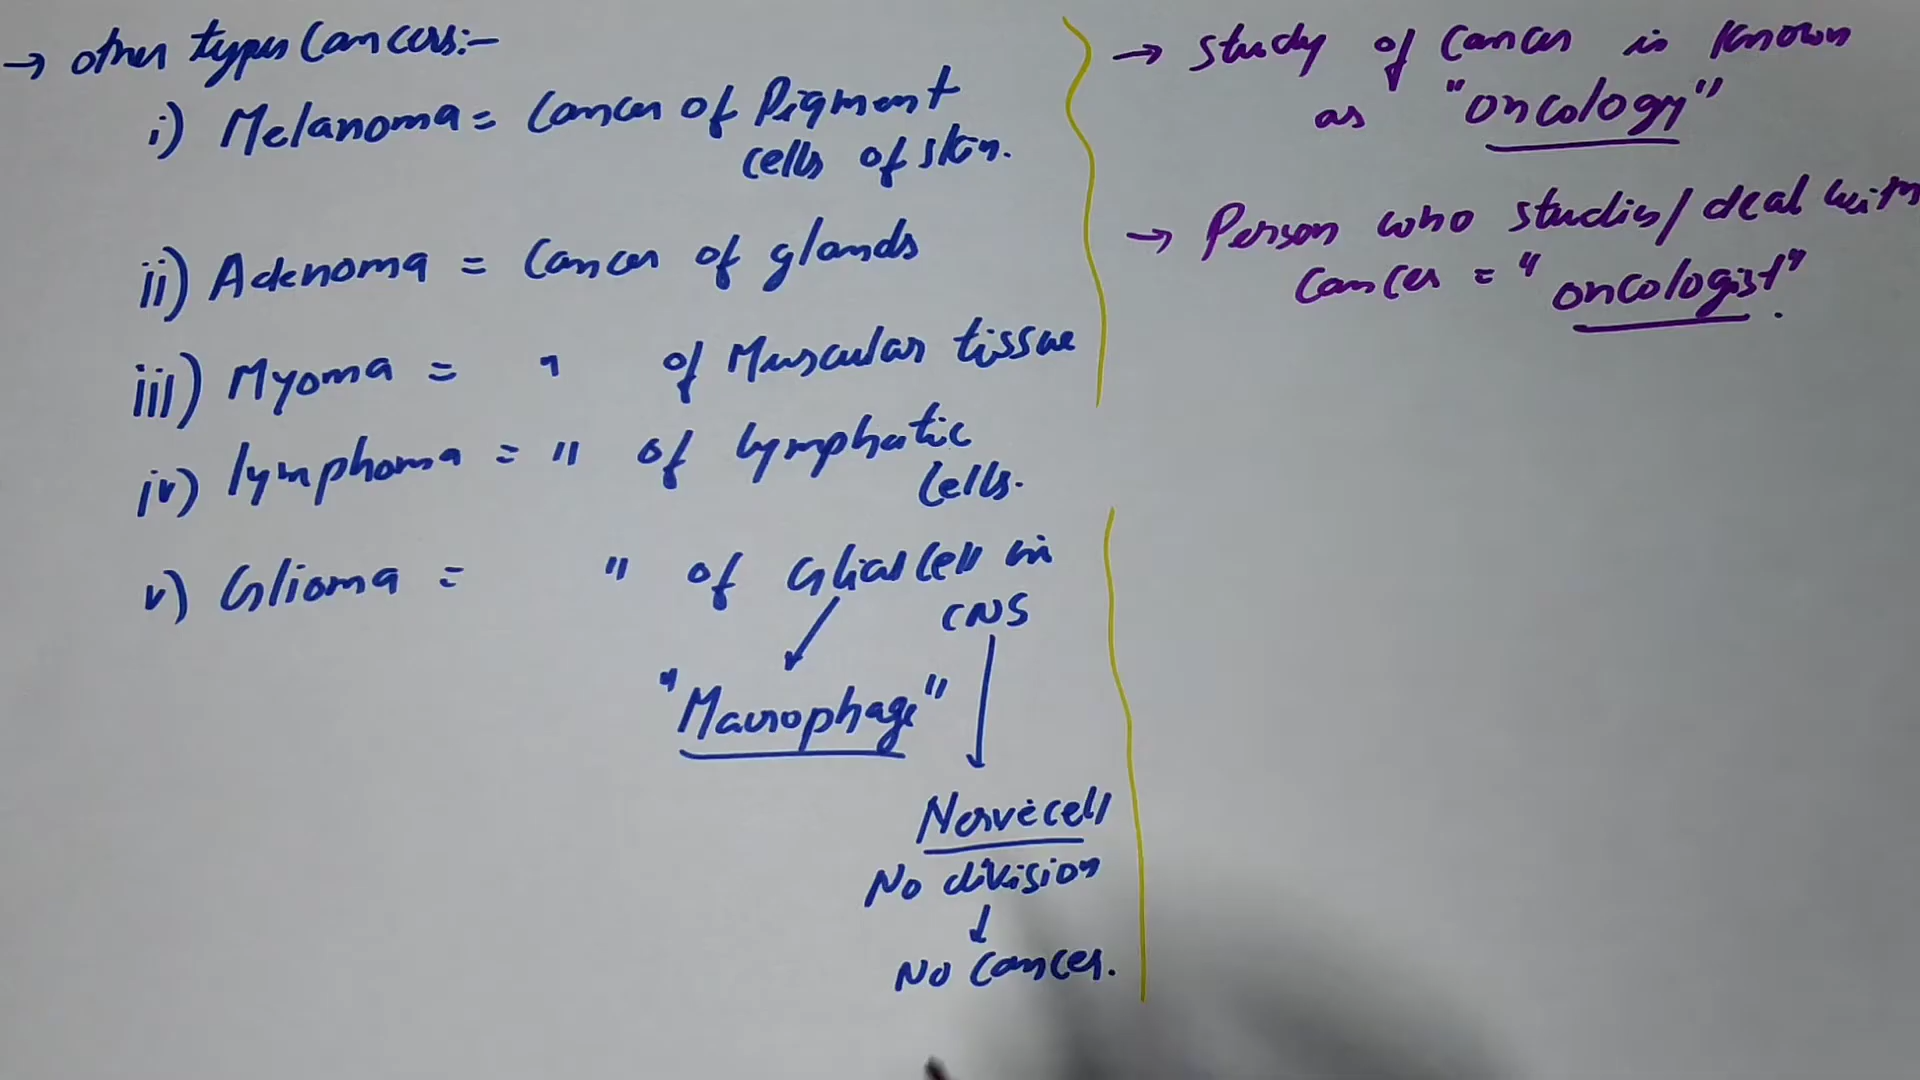 → other types Cancers:-
i) Melanoma = Cancer of Pigment
cells of skin.
ii) Adenoma = Cancer of glands
iii) Myoma = " of Muscular tissue
iv) lymphoma = " of lymphatic
Cells.
v) Glioma = " of Glial Cell in
CNS
"Macrophage"
Nerve cell
No division
↓
No Cancer.
→ Study of Cancer is known
as "oncology"
→ Person who studies/deal with
Cancer = "oncologist".